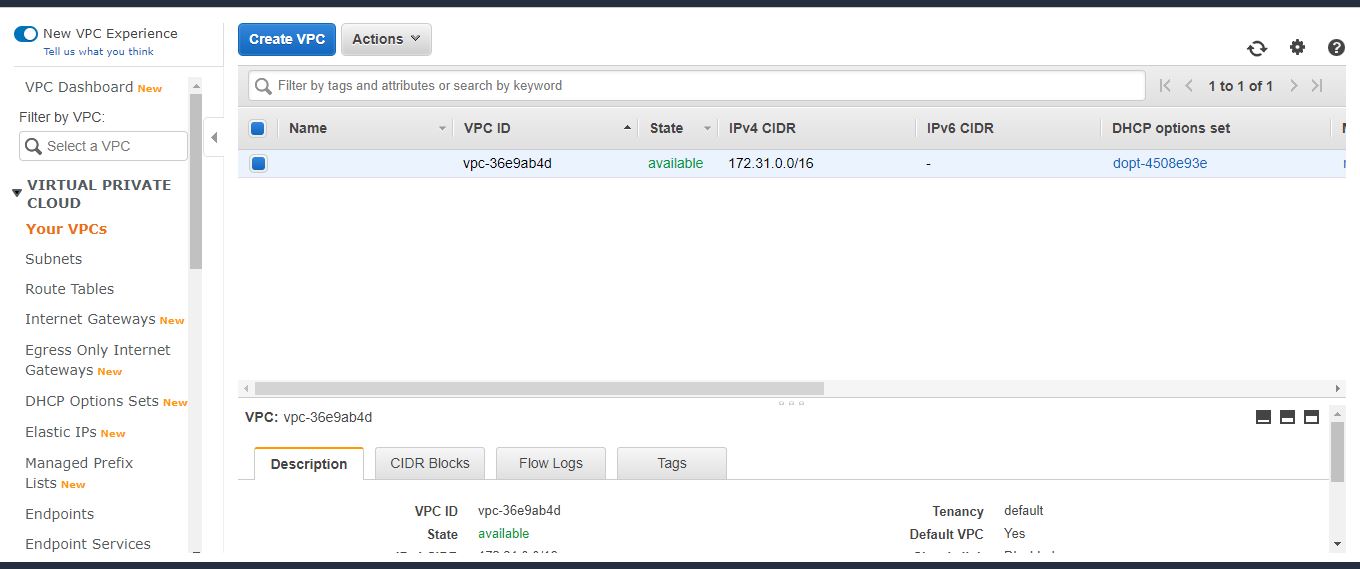 New VPC Experience
Tell us what you think
VPC Dashboard New
Filter by VPC:
Select a VPC
VIRTUAL PRIVATE
CLOUD
Your VPCs
Subnets
Route Tables
Internet Gateways New
Egress Only Internet
Gateways New
DHCP Options Sets New
Elastic IPs New
Managed Prefix
Lists New
Endpoints
Endpoint Services
Create VPC Actions
Filter by tags and attributes or search by keyword
1 to 1 of 1
Name VPC ID State IPv4 CIDR IPv6 CIDR DHCP options set
vpc-36e9ab4d available 172.31.0.0/16 - dopt-4508e93e
VPC: vpc-36e9ab4d
Description CIDR Blocks Flow Logs Tags
VPC ID vpc-36e9ab4d Tenancy default
State available Default VPC Yes